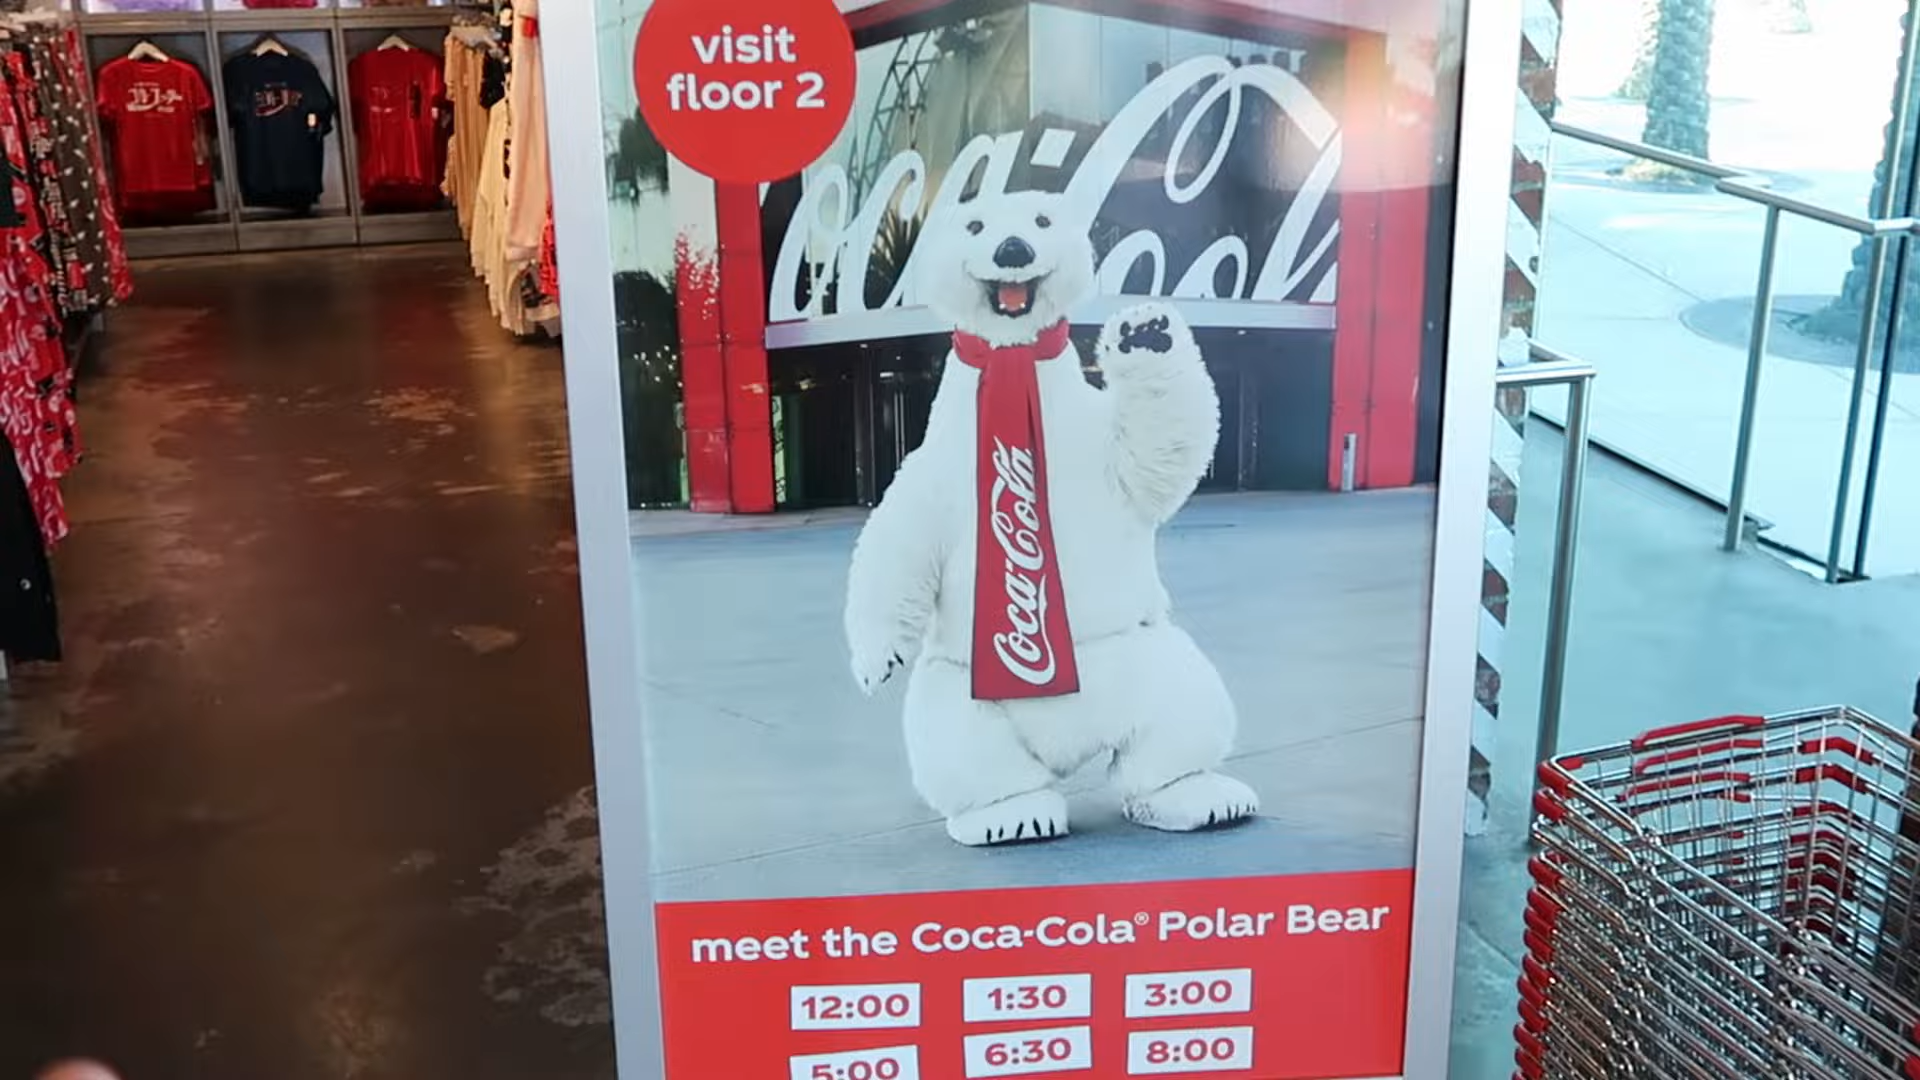 visit
floor 2
Coca-Cola
Coca-Cola
meet the Coca-Cola® Polar Bear
12:00 1:30 3:00
5:00 6:30 8:00